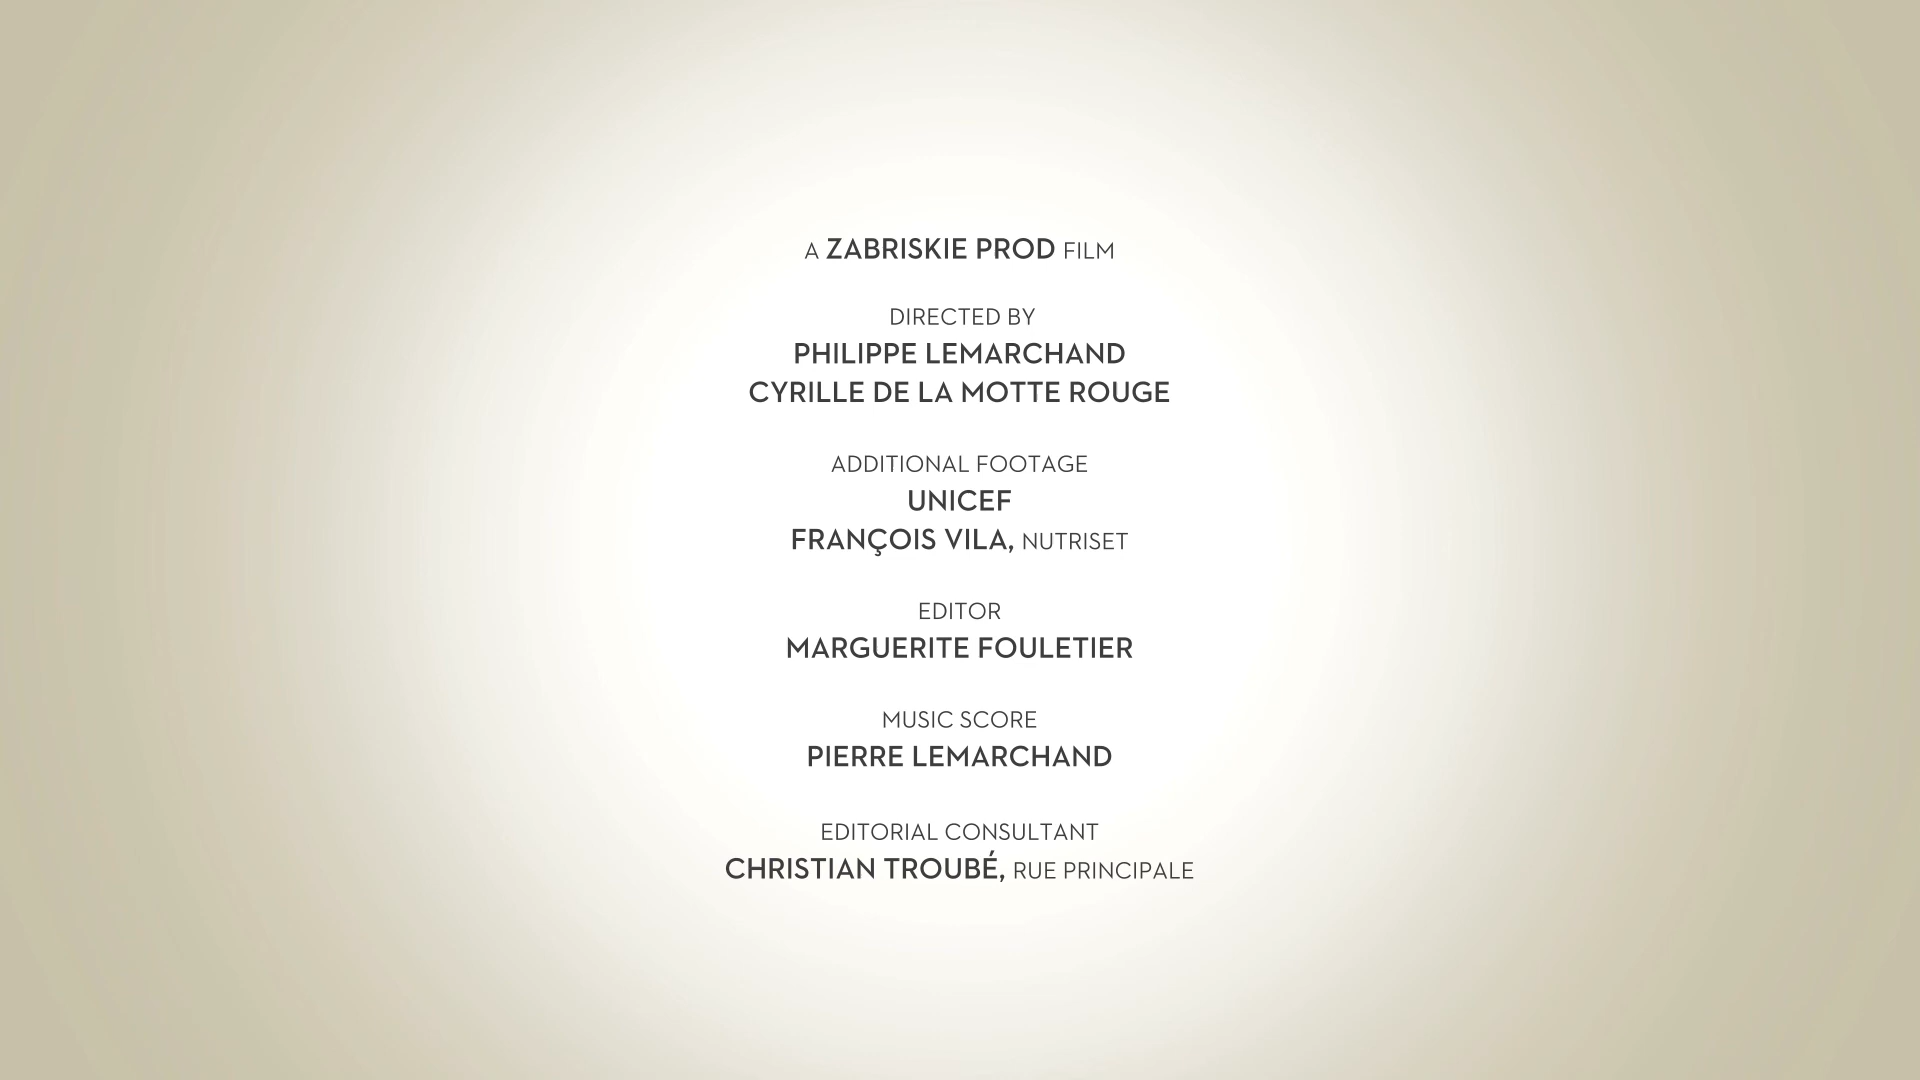 A ZABRISKIE PROD FILM
DIRECTED BY
PHILIPPE LEMARCHAND
CYRILLE DE LA MOTTE ROUGE
ADDITIONAL FOOTAGE
UNICEF
FRANÇOIS VILA, NUTRISET
EDITOR
MARGUERITE FOULETIER
MUSIC SCORE
PIERRE LEMARCHAND
EDITORIAL CONSULTANT
CHRISTIAN TROUBÉ, RUE PRINCIPALE